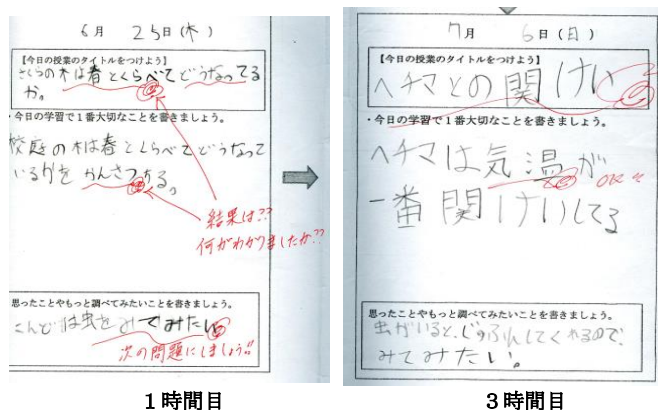 6月 25日(木)
【今日の授業のタイトルをつけよう】
さくらの木は春とくらべてどうなってる
か。
・今日の学習で1番大切なことを書きましょう。
校庭の木は春とくらべてどうなって
いるかを かんさつする。
結果は??
何がわかりましたか??
思ったことやもっと調べてみたいことを書きましょう。
こんどは虫をみてみたい。
次の問題にしましょう!!
1時間目
7月 6日(日)
【今日の授業のタイトルをつけよう】
ヘチマとの関けい
・今日の学習で1番大切なことを書きましょう。
ヘチマは気温が
OK
一番関けいしてる
思ったことやもっと調べてみたいことを書きましょう。
虫がいると、じゅふんしてくれるので、
みてみたい。
3時間目